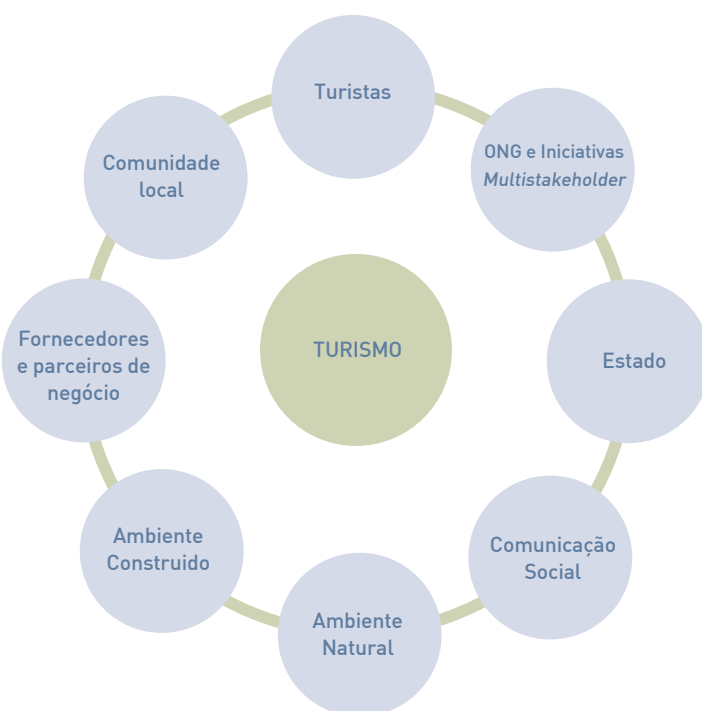 Turistas
ONG e Iniciativas
Multistakeholder
Estado
Comunicação
Social
Ambiente
Natural
Ambiente
Construido
Fornecedores
e parceiros de
negócio
Comunidade
local
TURISMO